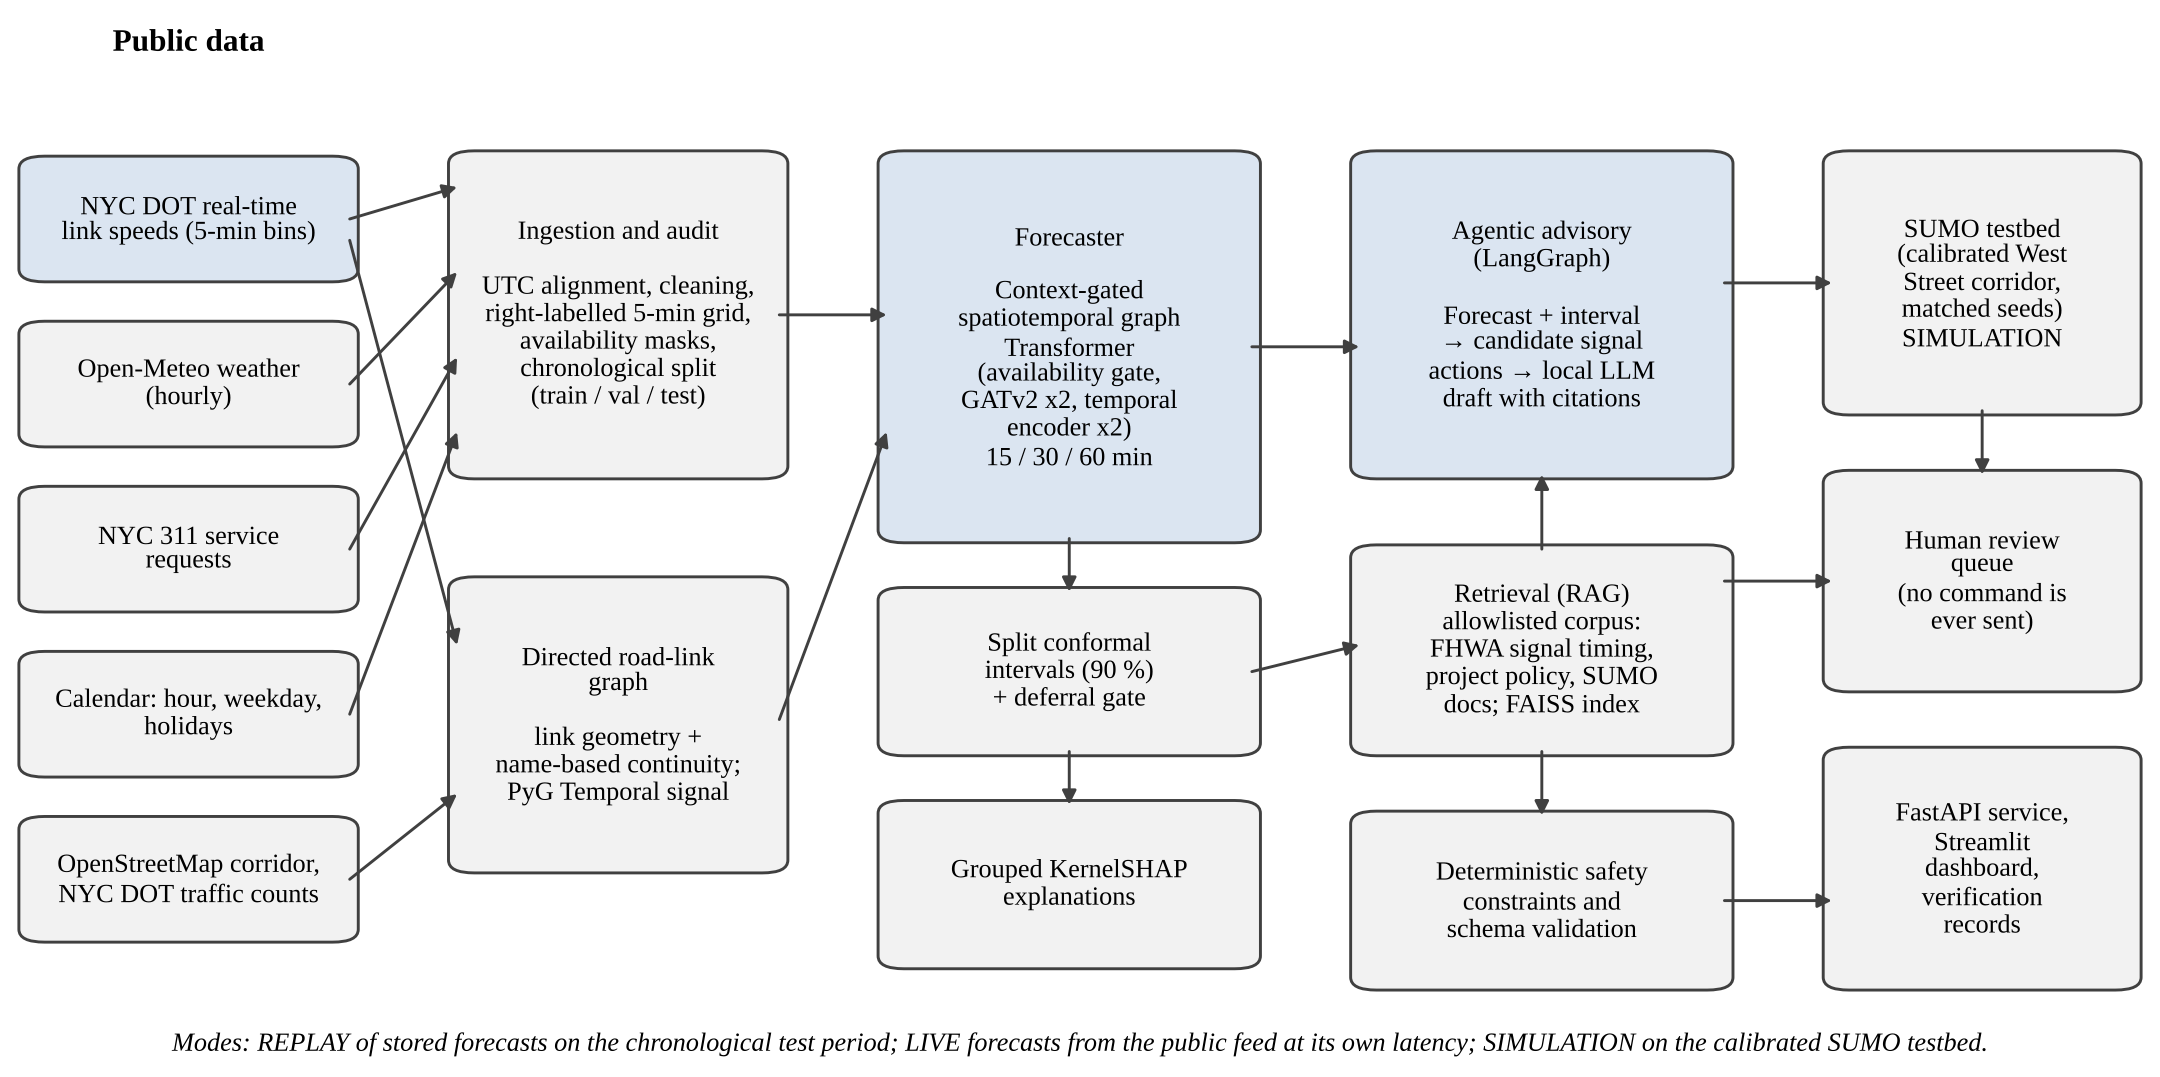 Public data
NYC DOT real-time
link speeds (5-min bins)
Open-Meteo weather
(hourly)
NYC 311 service
requests
Calendar: hour, weekday,
holidays
OpenStreetMap corridor,
NYC DOT traffic counts
Ingestion and audit
UTC alignment, cleaning,
right-labelled 5-min grid,
availability masks,
chronological split
(train / val / test)
Directed road-link
graph
link geometry +
name-based continuity;
PyG Temporal signal
Forecaster
Context-gated
spatiotemporal graph
Transformer
(availability gate,
GATv2 x2, temporal
encoder x2)
15 / 30 / 60 min
Split conformal
intervals (90 %)
+ deferral gate
Grouped KernelSHAP
explanations
Agentic advisory
(LangGraph)
Forecast + interval
→ candidate signal
actions → local LLM
draft with citations
Retrieval (RAG)
allowlisted corpus:
FHWA signal timing,
project policy, SUMO
docs; FAISS index
Deterministic safety
constraints and
schema validation
SUMO testbed
(calibrated West
Street corridor,
matched seeds)
SIMULATION
Human review
queue
(no command is
ever sent)
FastAPI service,
Streamlit
dashboard,
verification
records
Modes: REPLAY of stored forecasts on the chronological test period; LIVE forecasts from the public feed at its own latency; SIMULATION on the calibrated SUMO testbed.